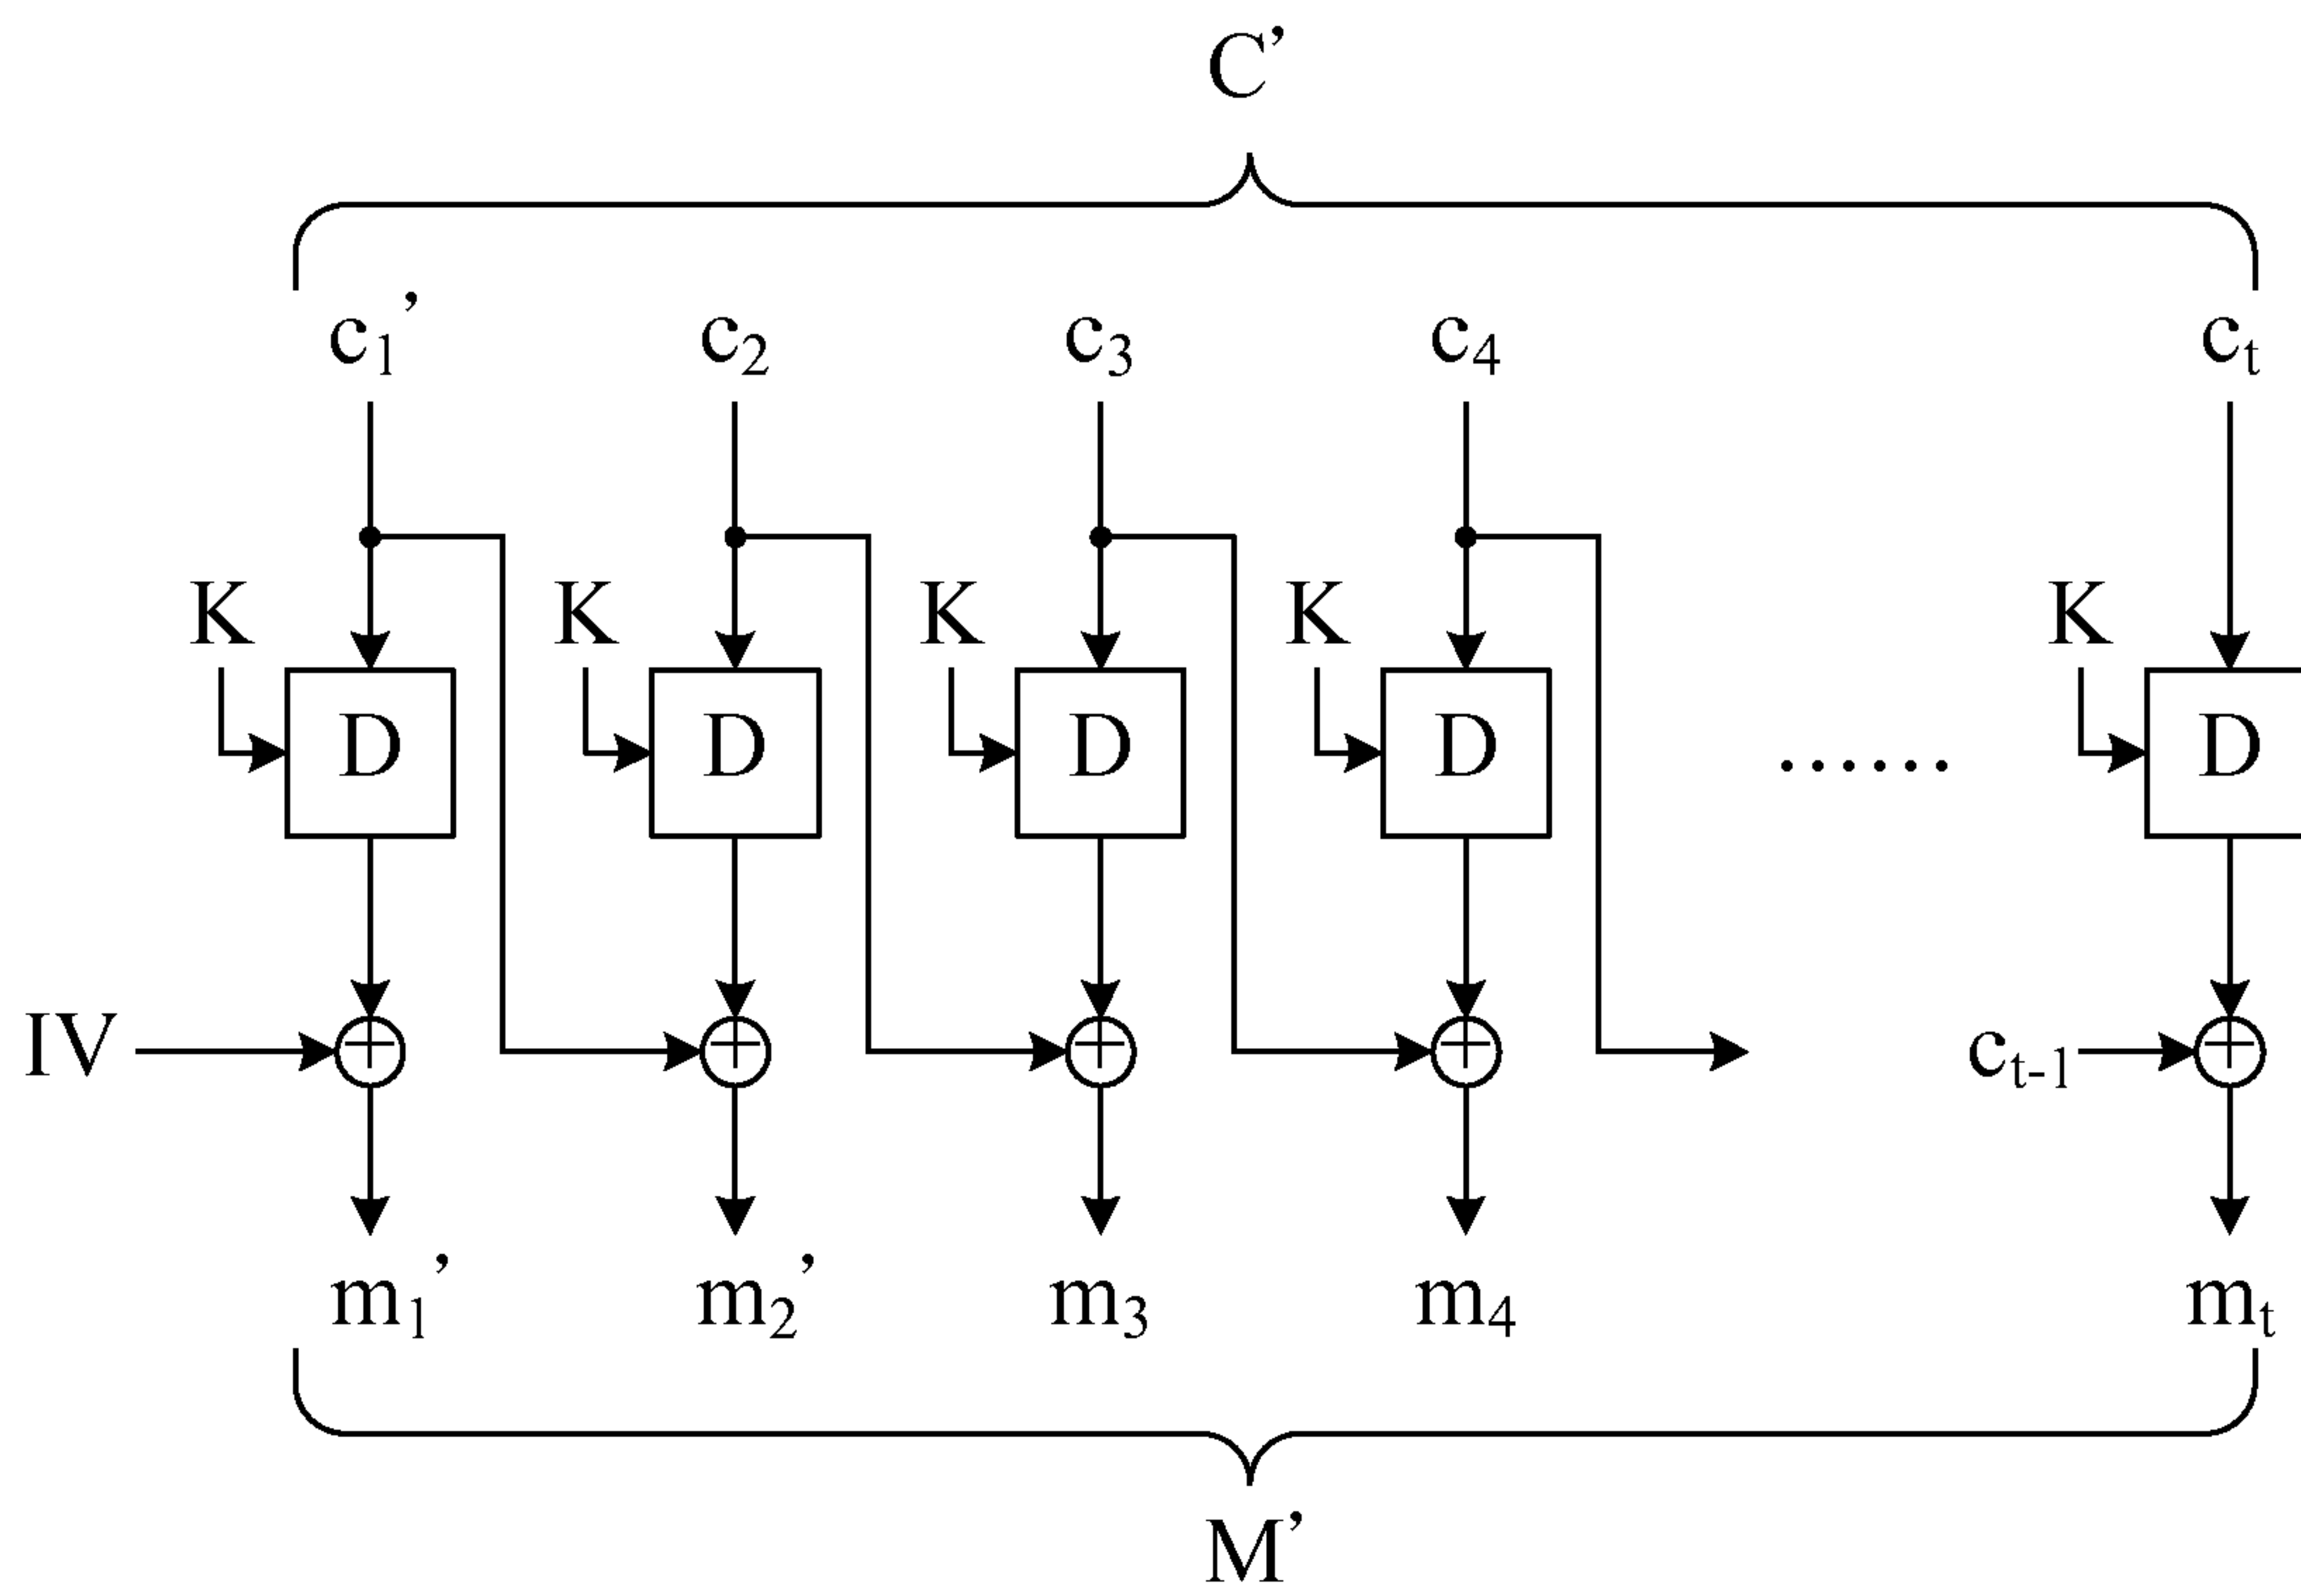 C’
c₁’ c₂ c₃ c₄ cₜ
K K K K K
D D D D ...... D
IV cₜ₋₁
m₁’ m₂’ m₃ m₄ mₜ
M’